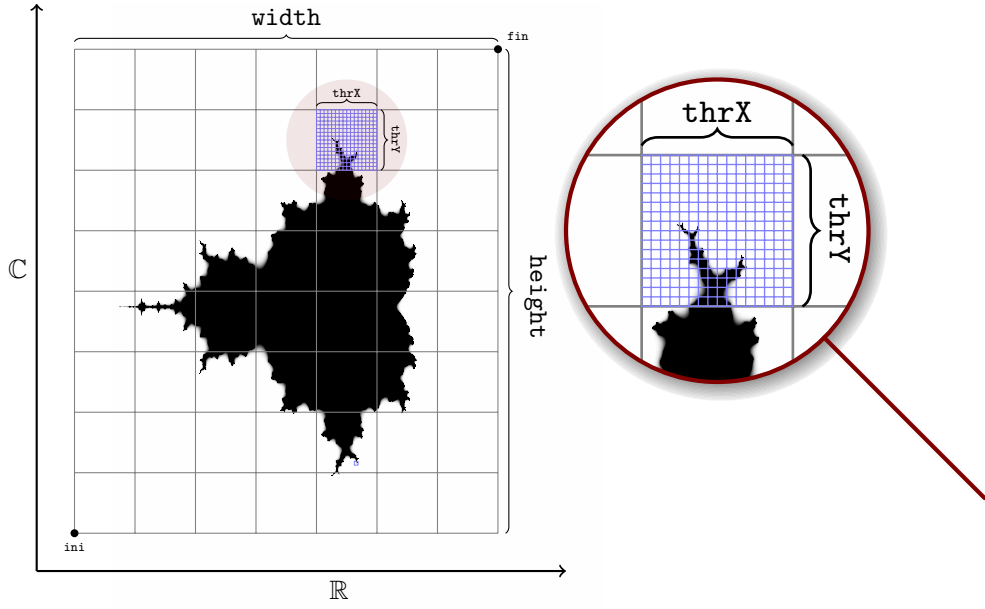 width
fin
thrX
thrY
ℂ
height
ini
ℝ
thrX
thrY